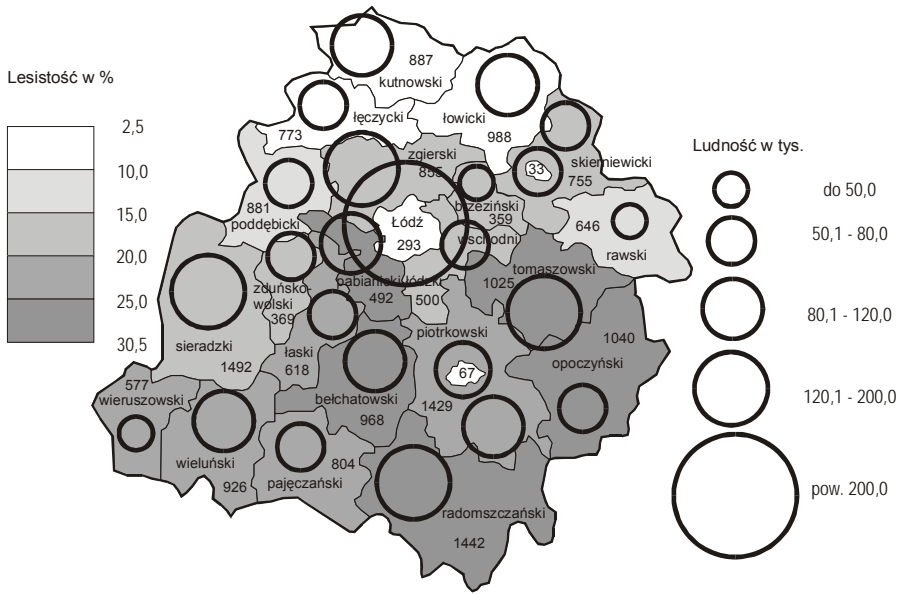 Lesistość w %
2,5
10,0
15,0
20,0
25,0
30,5
887
kutnowski
łęczycki
773
łowicki
988
zgierski
855
skierniewicki
33
755
881
poddębicki
brzeziński
359
Łódź
293
wschodni
646
rawski
zduńsko-
wolski
369
pabianicki
492
łódzki
500
tomaszowski
1025
sieradzki
1492
łaski
618
piotrkowski
67
1429
opoczyński
1040
577
wieruszowski
bełchatowski
968
wieluński
926
804
pajęczański
radomszczański
1442
Ludność w tys.
do 50,0
50,1 - 80,0
80,1 - 120,0
120,1 - 200,0
pow. 200,0